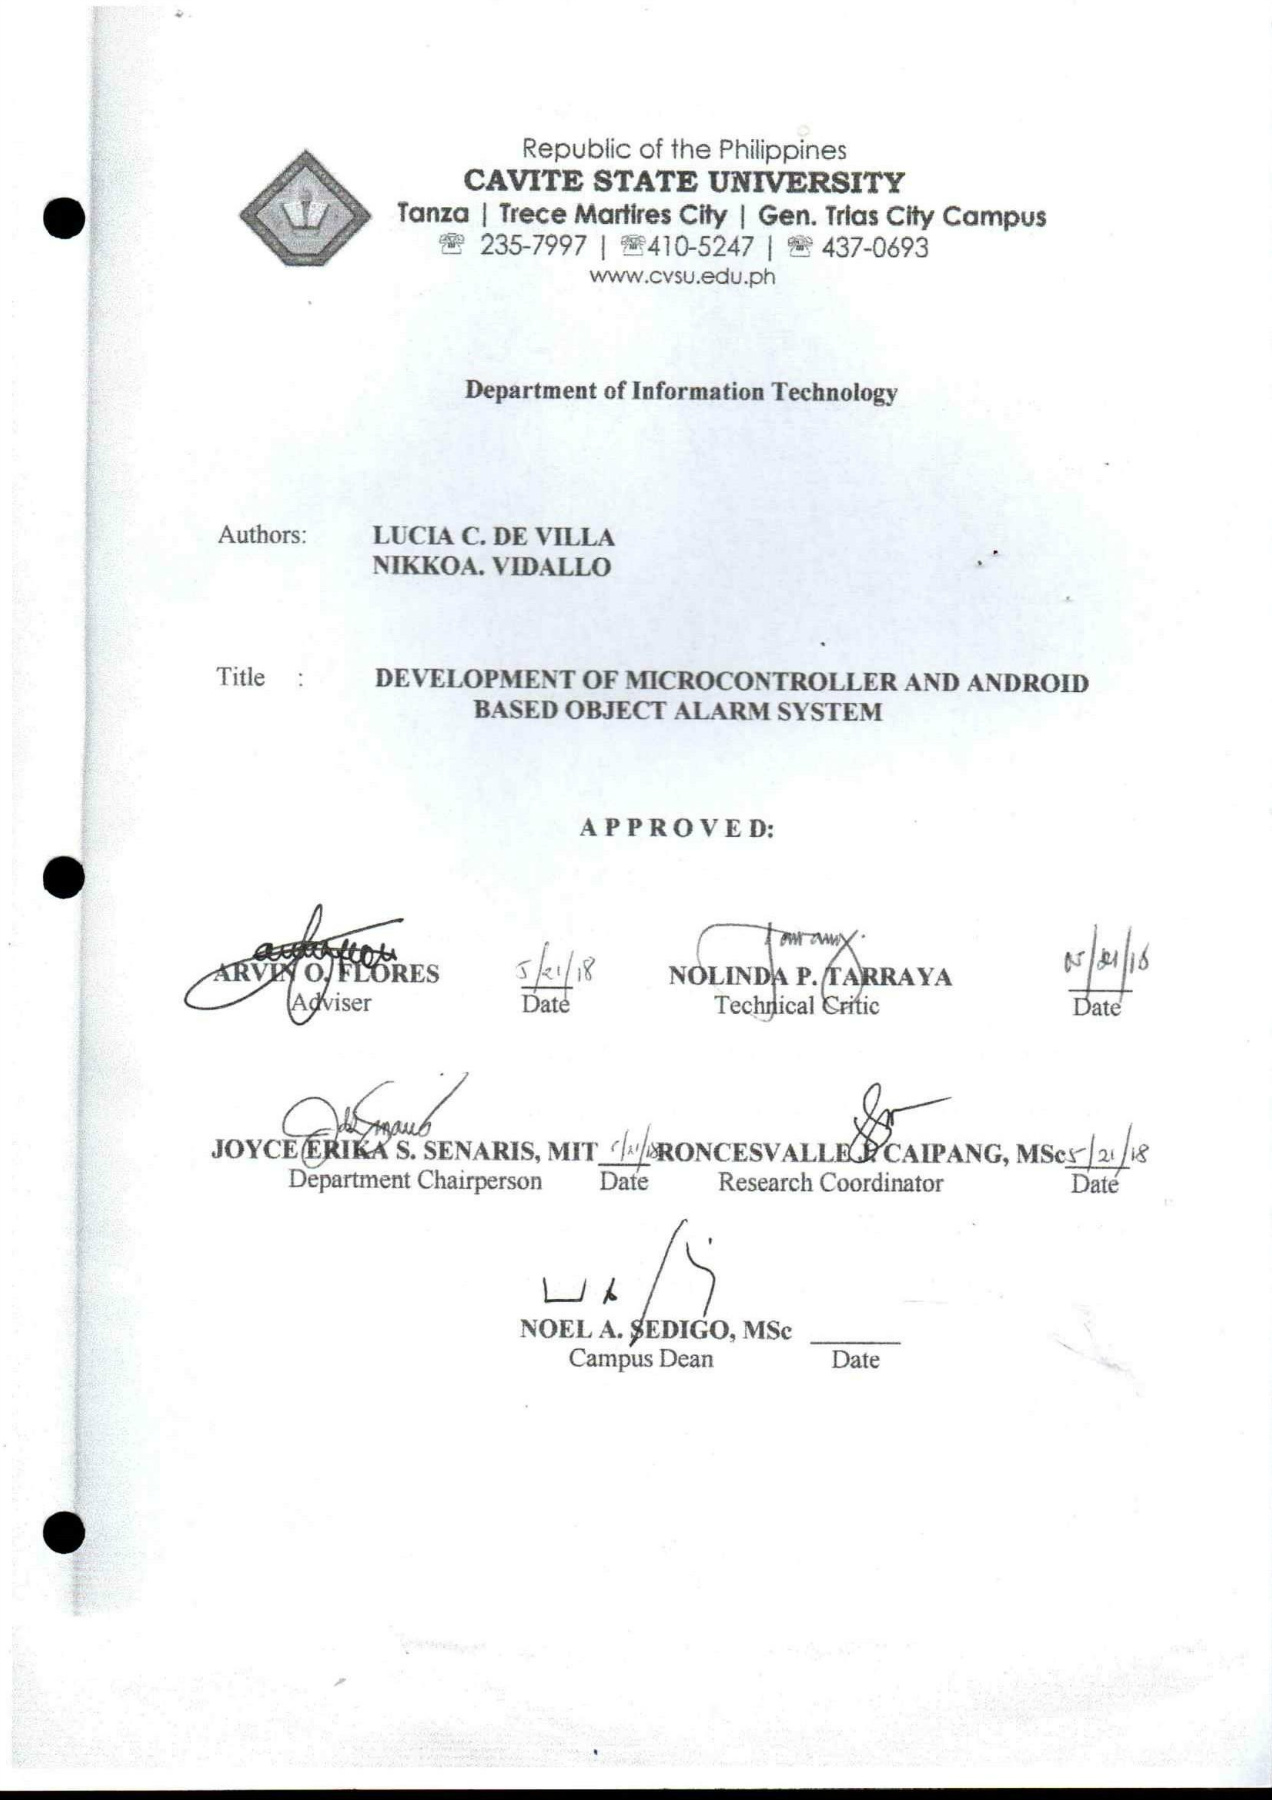 Republic of the Philippines
CAVITE STATE UNIVERSITY
Tanza | Trece Martires City | Gen. Trias City Campus
☏ 235-7997 | ☏410-5247 | ☏ 437-0693
www.cvsu.edu.ph
Department of Information Technology
Authors: LUCIA C. DE VILLA
NIKKOA. VIDALLO
Title : DEVELOPMENT OF MICROCONTROLLER AND ANDROID
BASED OBJECT ALARM SYSTEM
A P P R O V E D:
ARVIN O. FLORES 5/21/18 NOLINDA P. TARRAYA 05/21/18
Adviser Date Technical Critic Date
JOYCE ERIKA S. SENARIS, MIT 5/21/18 RONCESVALLE J. CAIPANG, MSc 5/21/18
Department Chairperson Date Research Coordinator Date
NOEL A. SEDIGO, MSc
Campus Dean Date